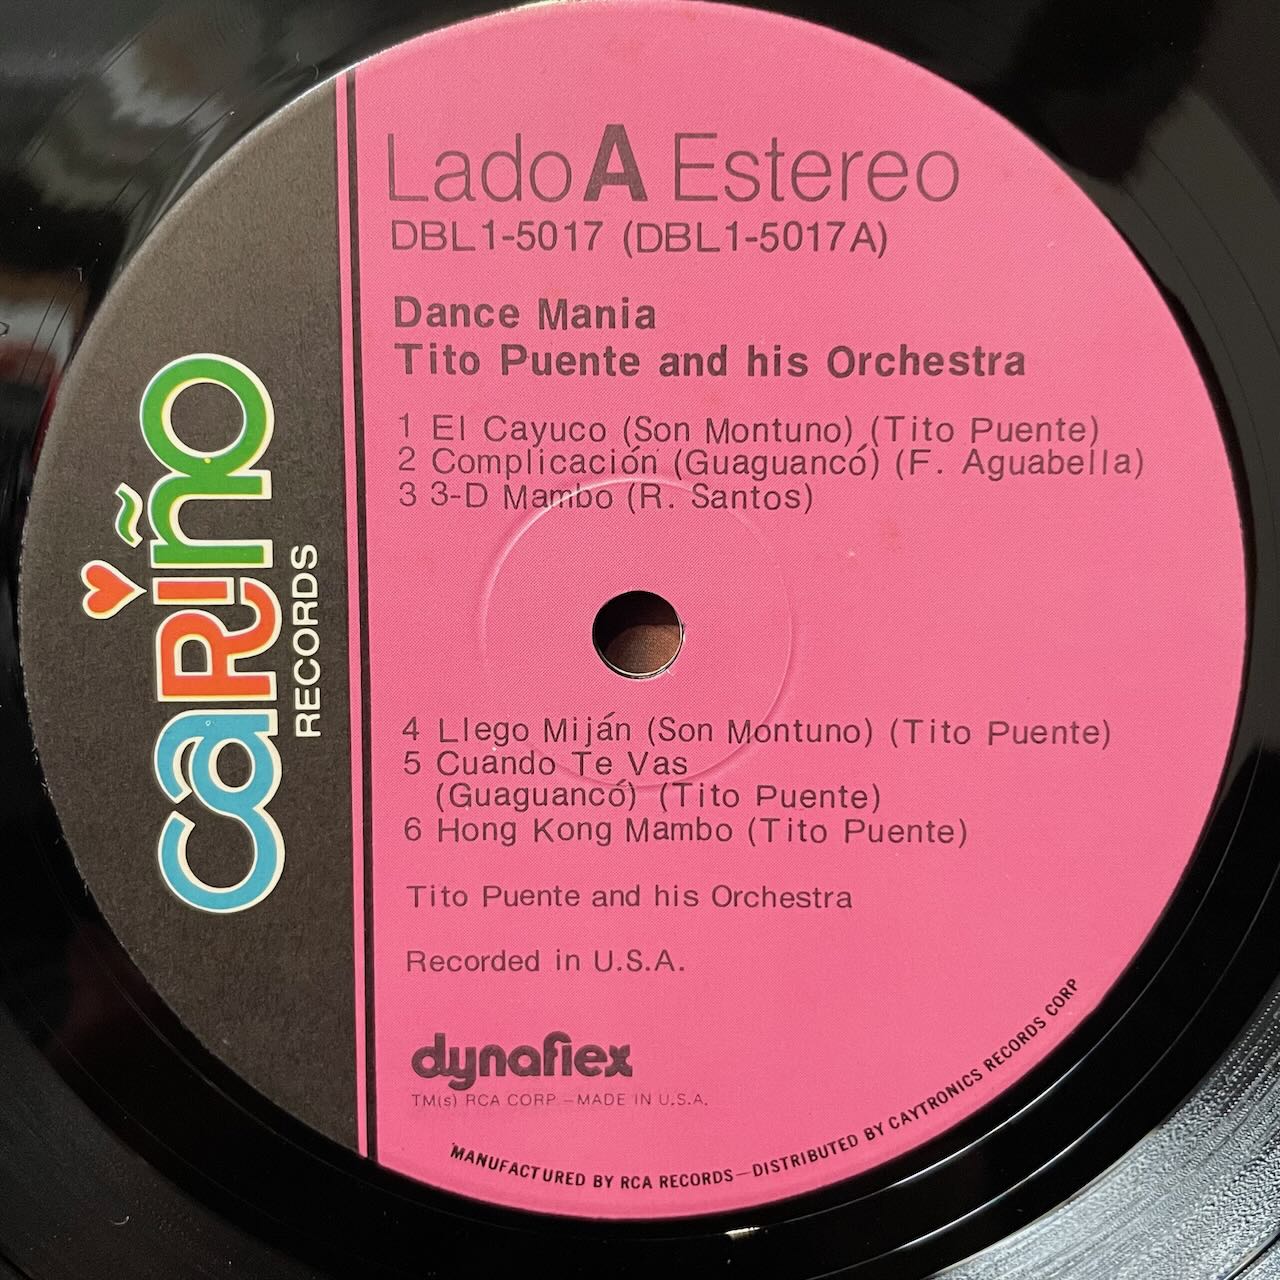 Lado A Estereo
DBL1-5017 (DBL1-5017A)
Dance Mania
Tito Puente and his Orchestra
1 El Cayuco (Son Montuno) (Tito Puente)
2 Complicación (Guaguancó) (F. Aguabella)
3 3-D Mambo (R. Santos)
CaRiño
RECORDS
4 Llego Miján (Son Montuno) (Tito Puente)
5 Cuando Te Vas
(Guaguancó) (Tito Puente)
6 Hong Kong Mambo (Tito Puente)
Tito Puente and his Orchestra
Recorded in U.S.A.
dynaflex
TM(s) RCA CORP.—MADE IN U.S.A.
MANUFACTURED BY RCA RECORDS—DISTRIBUTED BY CAYTRONICS RECORDS CORP